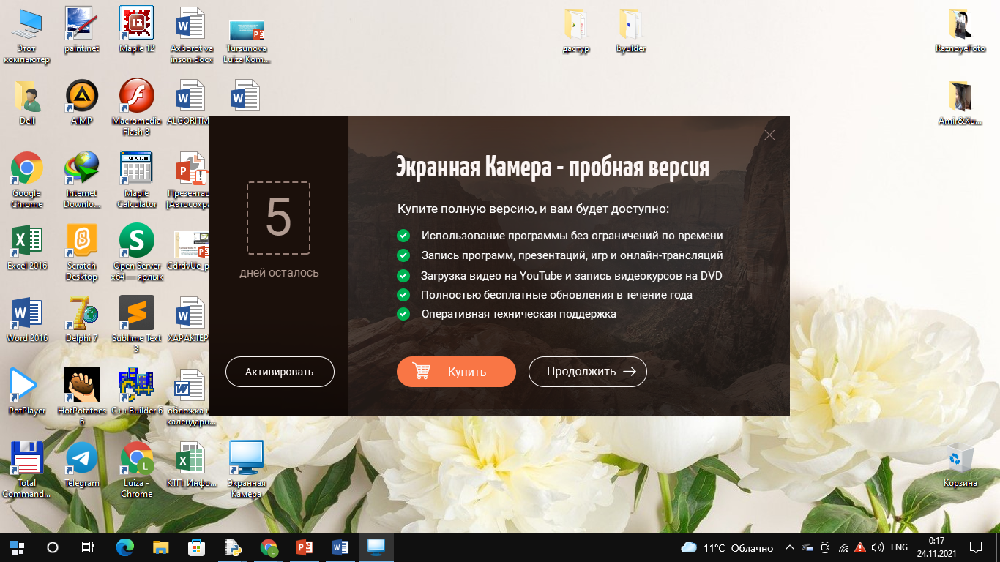 Этот
компьютер
paint.net
Maple 12
Axborot va
inson.docx
Tursunova
Luiza Kom...
дастур
byulder
RaznoyeFoto
Dell
AIMP
Macromedia
Flash 8
ALGORITM
Amir&Xu...
Google
Chrome
Internet
Downlo...
Maple
Calculator
Презентац
[Автосохра
Excel 2016
Scratch
Desktop
Open Server
x64 — ярлык
CdrdvUe_p
Word 2016
Delphi 7
Sublime Text
3
ХАРАКТЕР
PotPlayer
HotPotatoes
6
C++Builder 6
обложка н
календарн...
Total
Command...
Telegram
Luiza -
Chrome
КТП_Инфо...
Экранная
Камера
Корзина
5
дней осталось
Активировать
Экранная Камера - пробная версия
Купите полную версию, и вам будет доступно:
Использование программы без ограничений по времени
Запись программ, презентаций, игр и онлайн-трансляций
Загрузка видео на YouTube и запись видеокурсов на DVD
Полностью бесплатные обновления в течение года
Оперативная техническая поддержка
Купить
Продолжить
11°C Облачно
ENG
0:17
24.11.2021